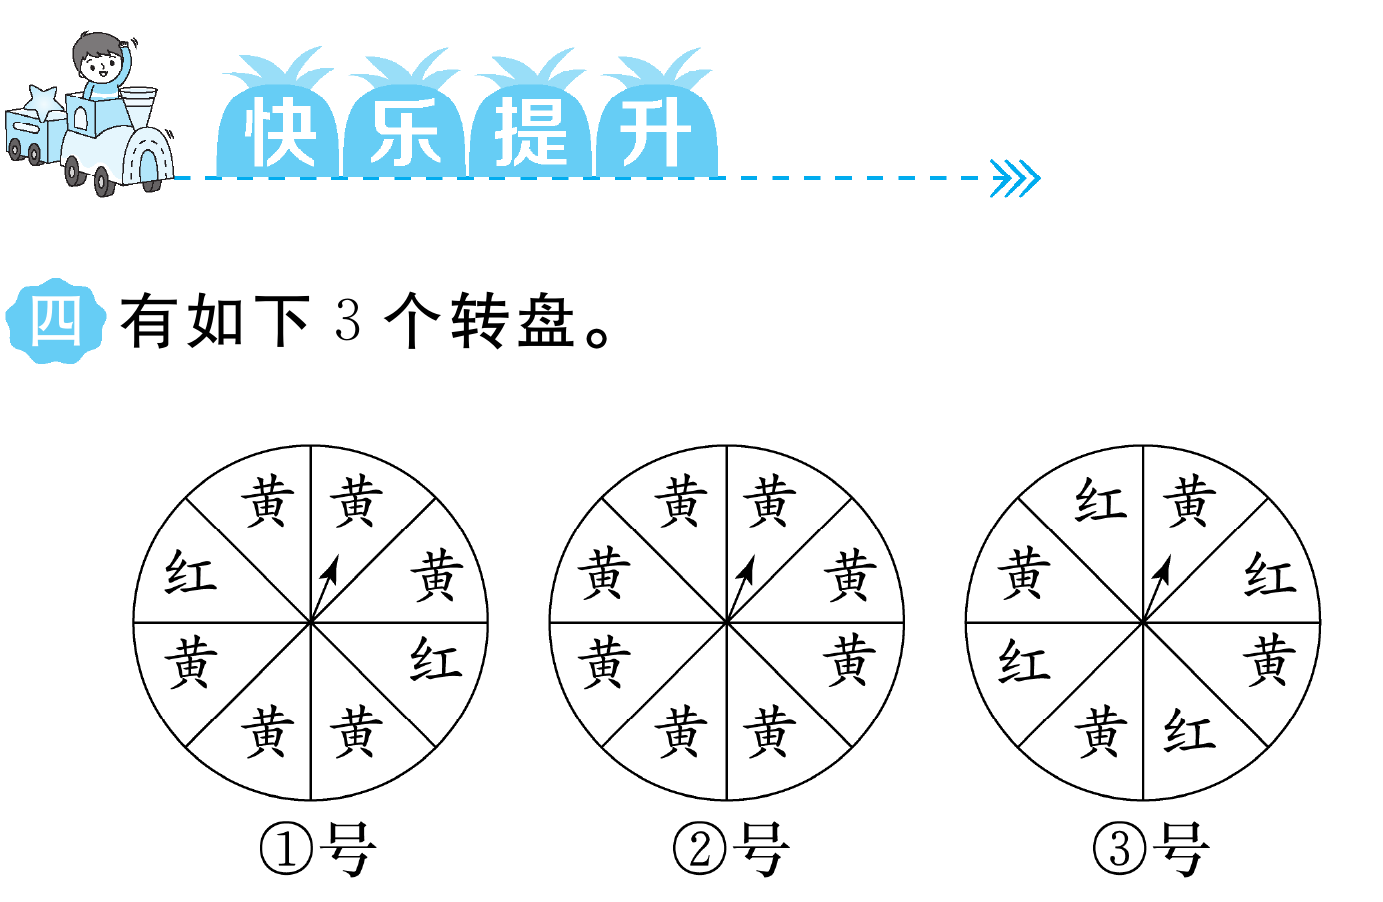 快乐提升
四 有如下 3 个转盘。
黄 黄 黄 黄 红 黄
红 黄 黄 黄 黄 红
黄 红 黄 黄 红 黄
黄 黄 黄 黄 黄 红
①号 ②号 ③号